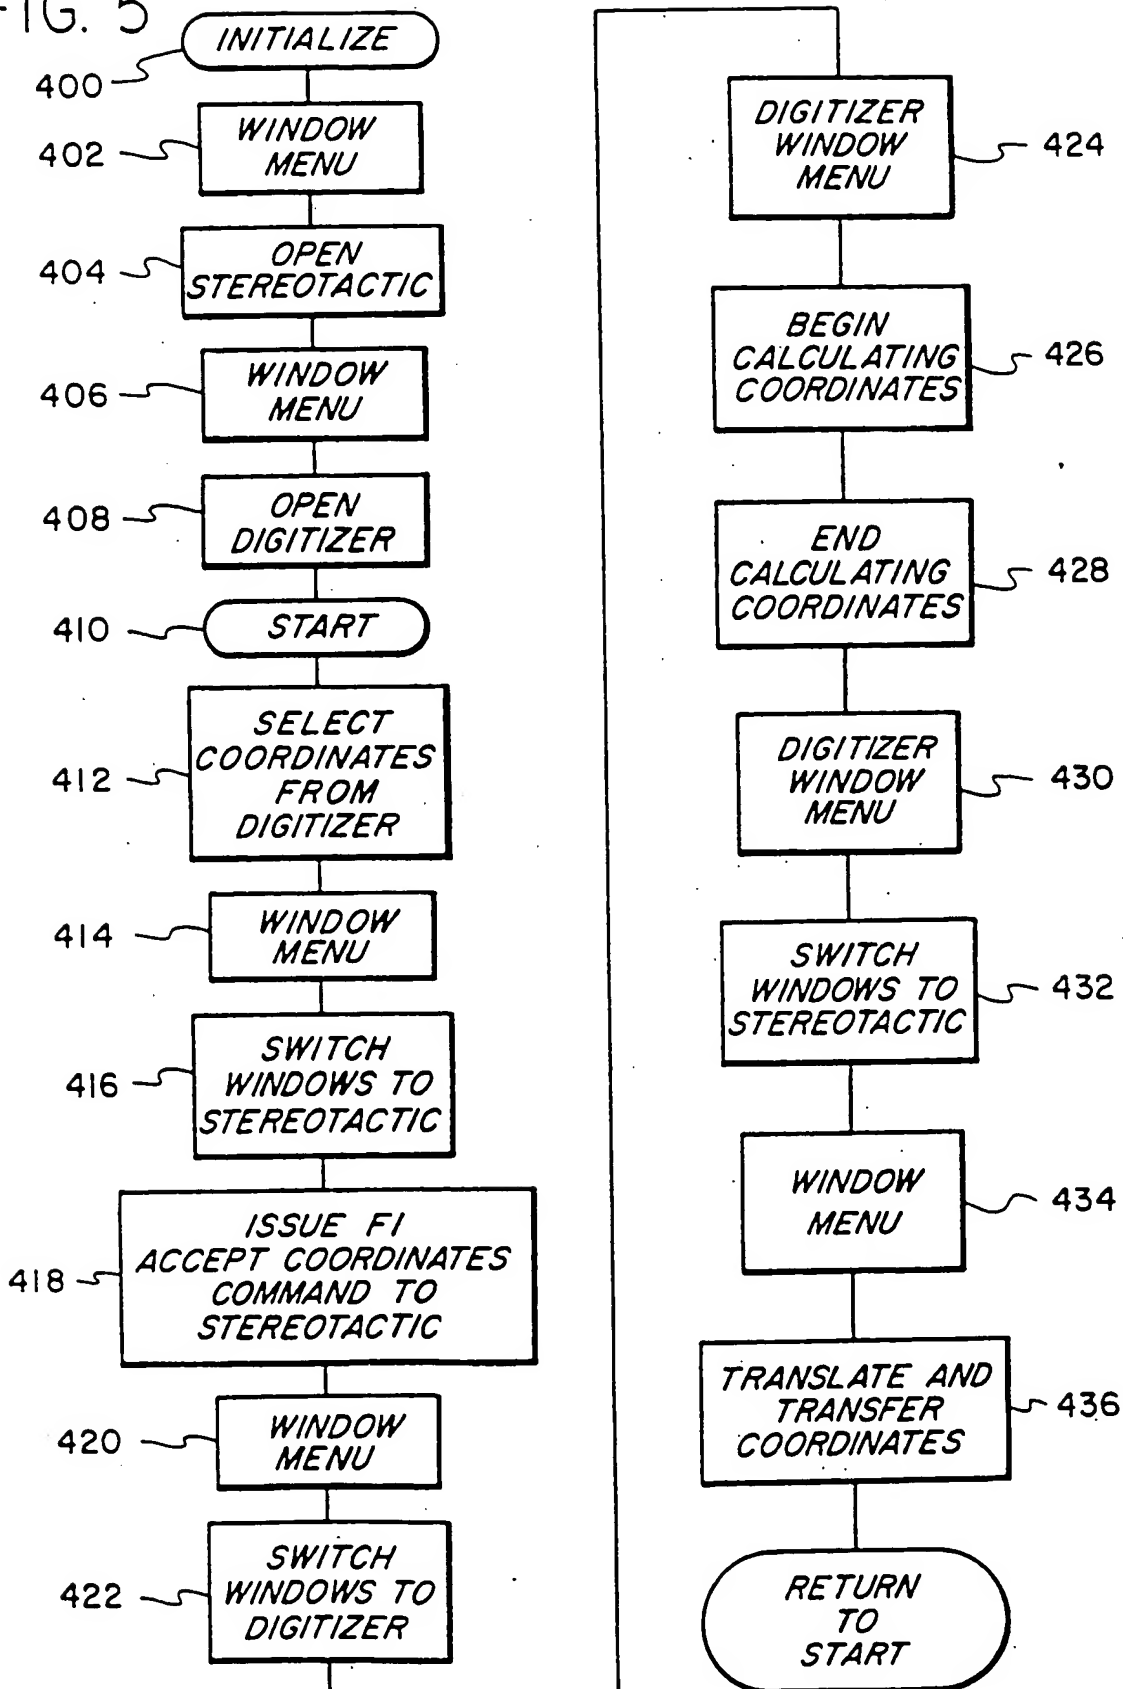 FIG. 5
INITIALIZE
400
WINDOW
MENU
402
OPEN
STEREOTACTIC
404
WINDOW
MENU
406
OPEN
DIGITIZER
408
START
410
SELECT
COORDINATES
FROM
DIGITIZER
412
WINDOW
MENU
414
SWITCH
WINDOWS TO
STEREOTACTIC
416
ISSUE F1
ACCEPT COORDINATES
COMMAND TO
STEREOTACTIC
418
WINDOW
MENU
420
SWITCH
WINDOWS TO
DIGITIZER
422
DIGITIZER
WINDOW
MENU
424
BEGIN
CALCULATING
COORDINATES
426
END
CALCULATING
COORDINATES
428
DIGITIZER
WINDOW
MENU
430
SWITCH
WINDOWS TO
STEREOTACTIC
432
WINDOW
MENU
434
TRANSLATE AND
TRANSFER
COORDINATES
436
RETURN
TO
START